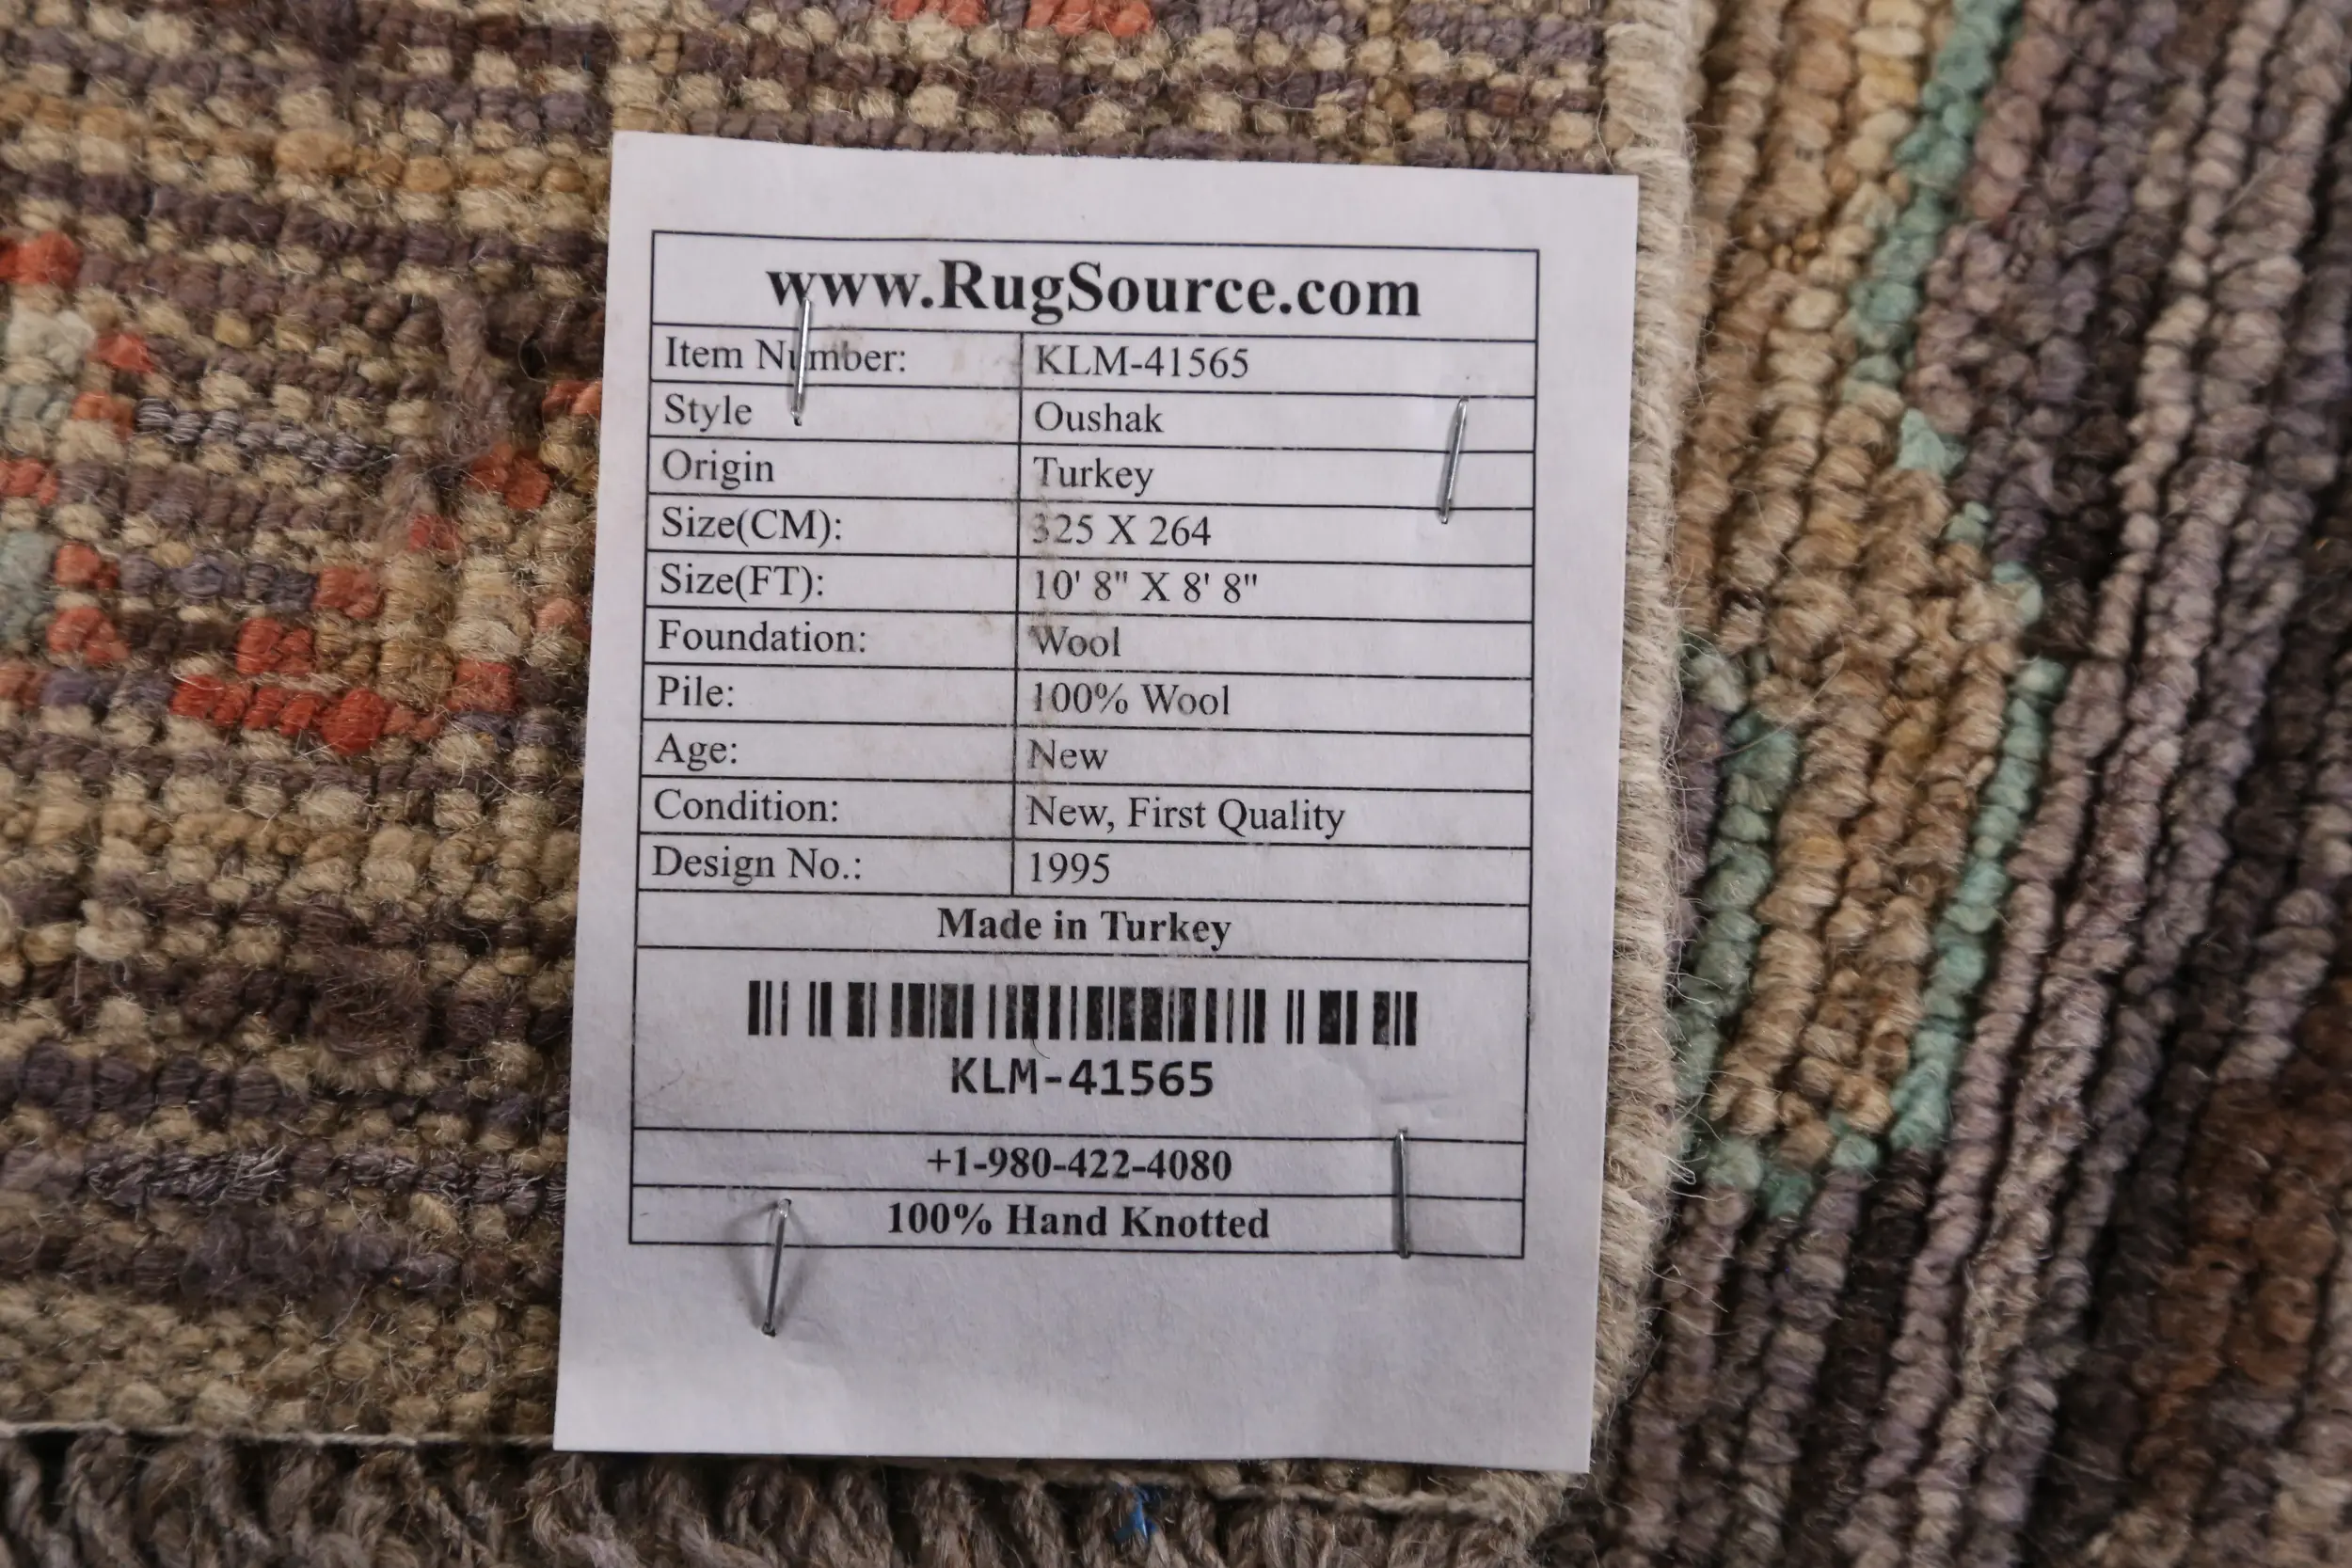 www.RugSource.com
Item Number: KLM-41565
Style Oushak
Origin Turkey
Size(CM): 325 X 264
Size(FT): 10' 8" X 8' 8"
Foundation: Wool
Pile: 100% Wool
Age: New
Condition: New, First Quality
Design No.: 1995
Made in Turkey
KLM-41565
+1-980-422-4080
100% Hand Knotted